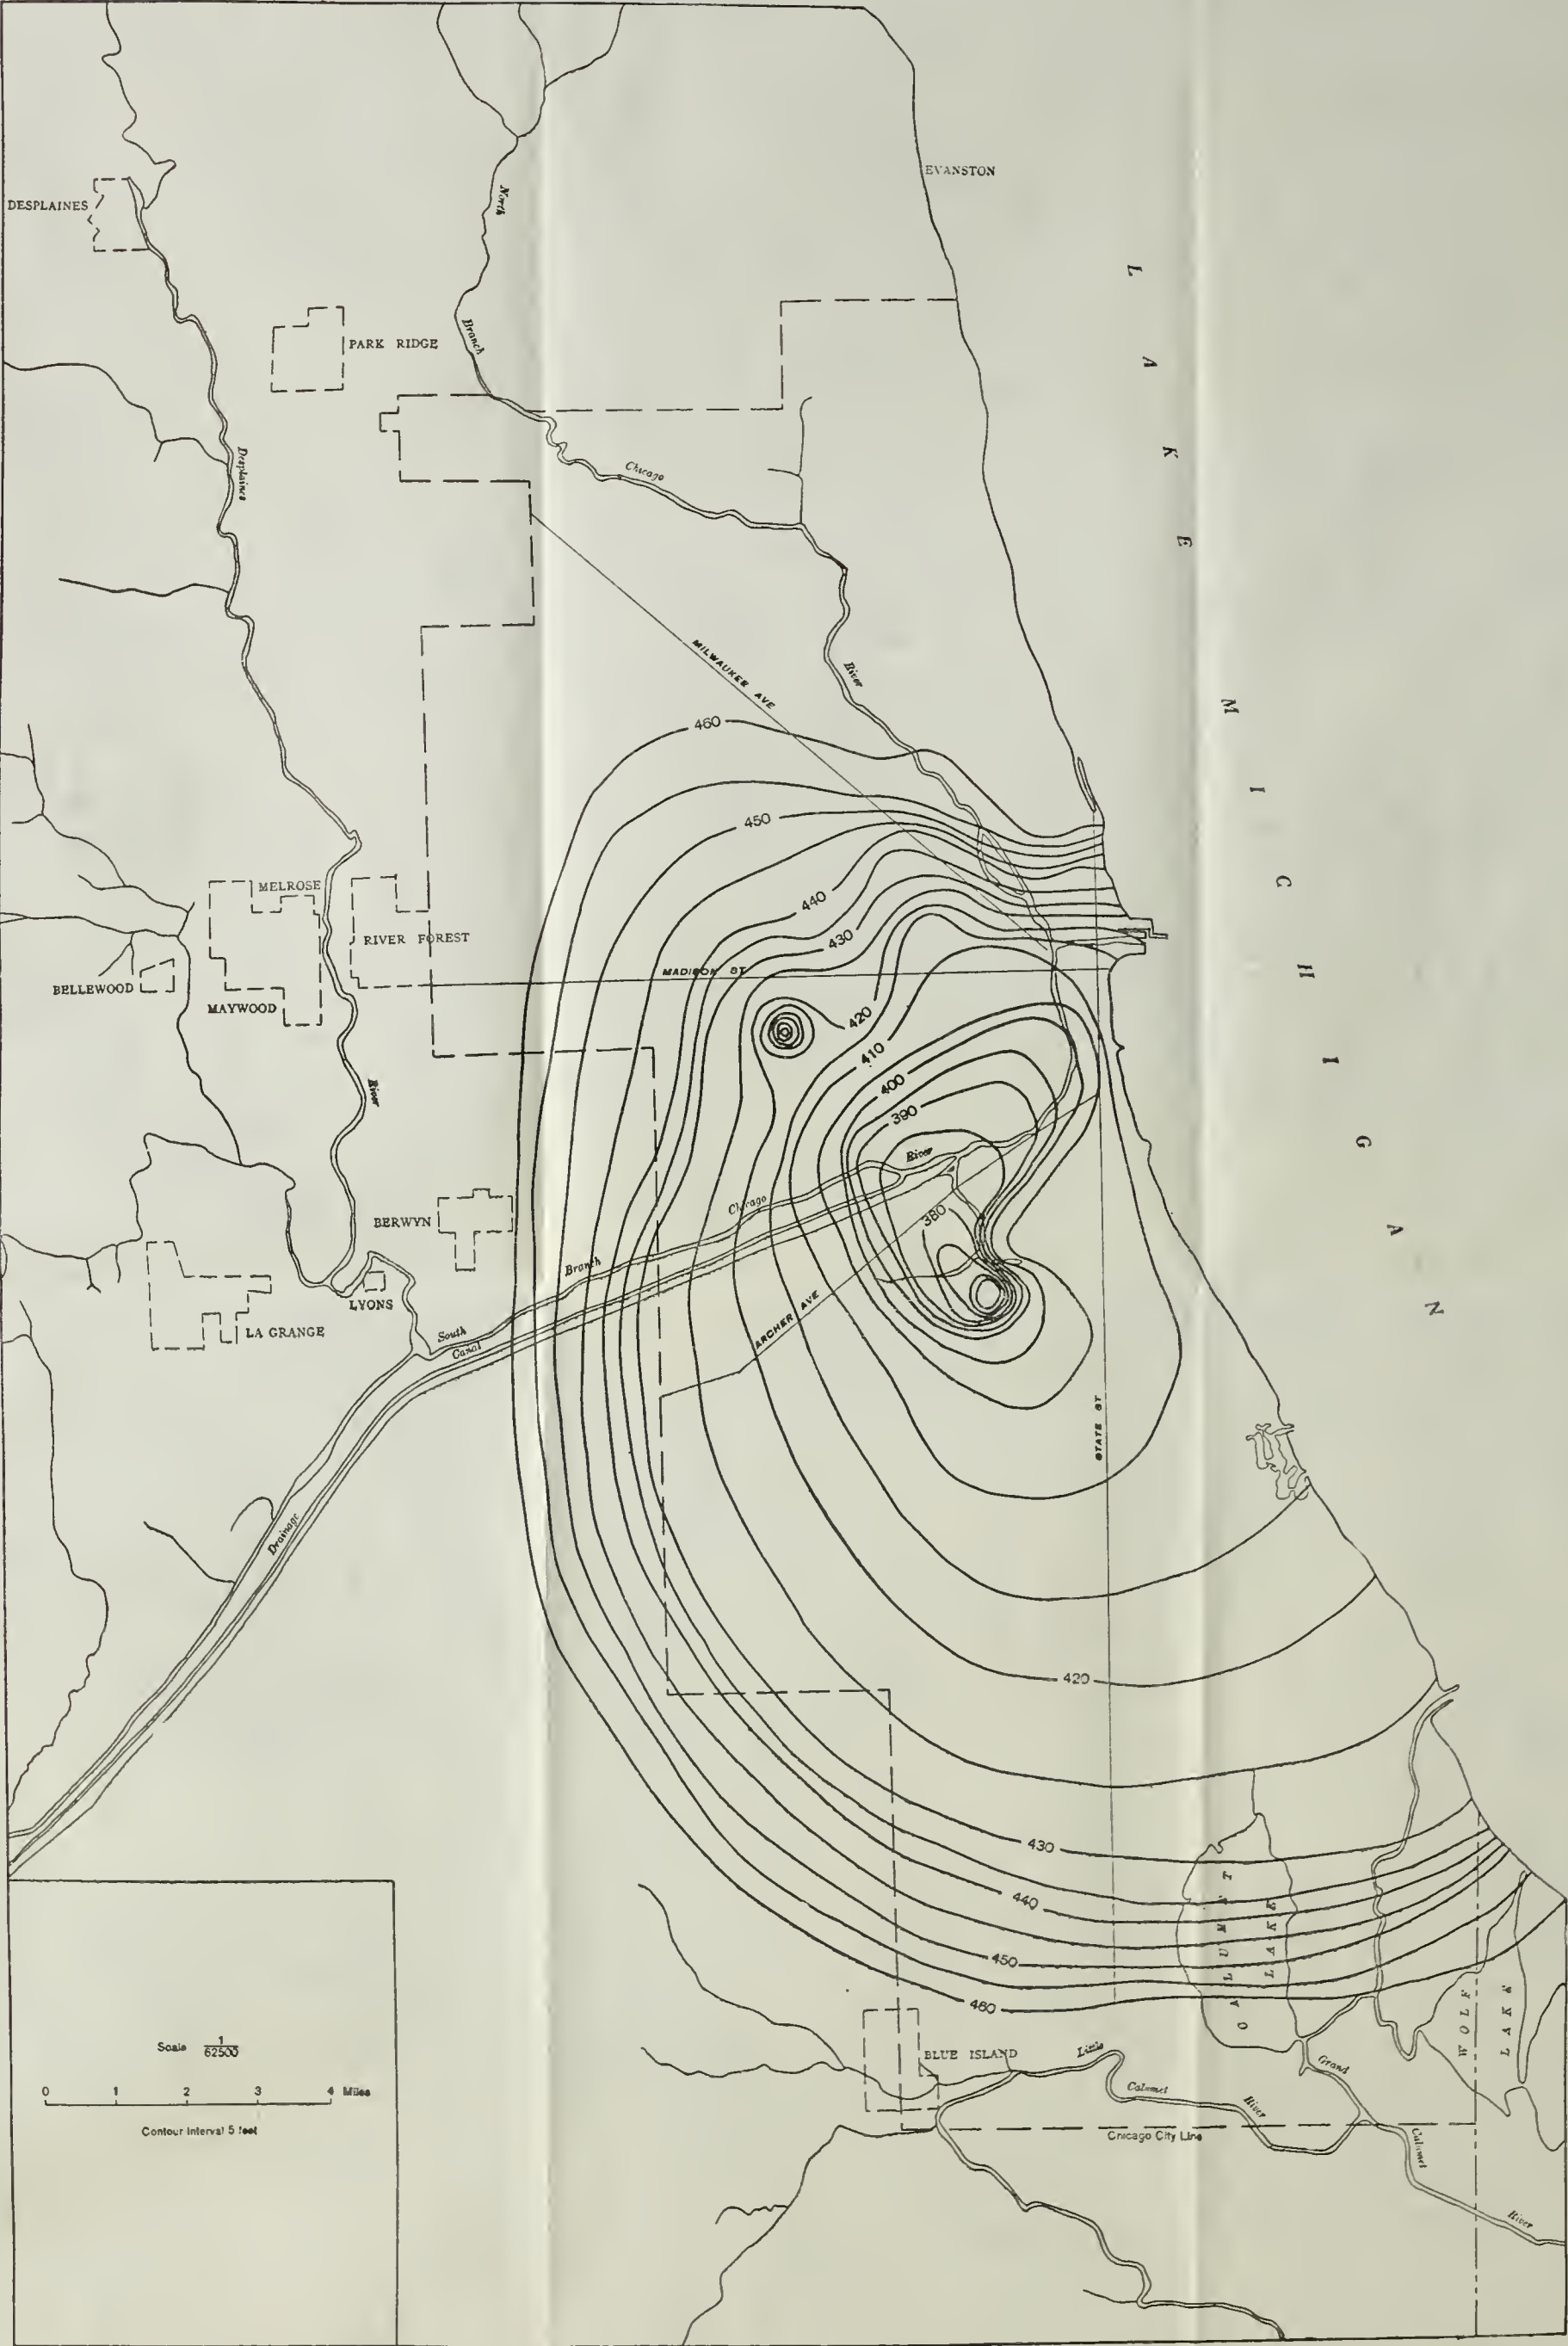 EVANSTON
DESPLAINES
North
PARK RIDGE
Branch
Chicago
Desplaines
River
MILWAUKEE AVE
LAKE MICHIGAN
460
450
440
430
MELROSE
RIVER FOREST
MADISON ST
BELLEWOOD
MAYWOOD
420
410
400
390
River
River
Chicago
380
BERWYN
Branch
LYONS
LA GRANGE
South
Canal
ARCHER AVE
STATE ST
Drainage
420
430
440
450
460
CALUMET LAKE
WOLF LAKE
BLUE ISLAND
Little
Calumet
River
Grand
Calumet
River
Chicago City Line
Scale 1/62500
0 1 2 3 4 Miles
Contour Interval 5 feet